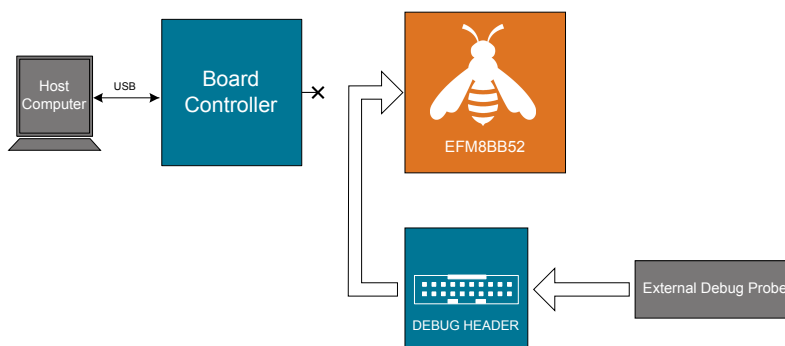 Host
Computer
USB
Board
Controller
EFM8BB52
DEBUG HEADER
External Debug Probe